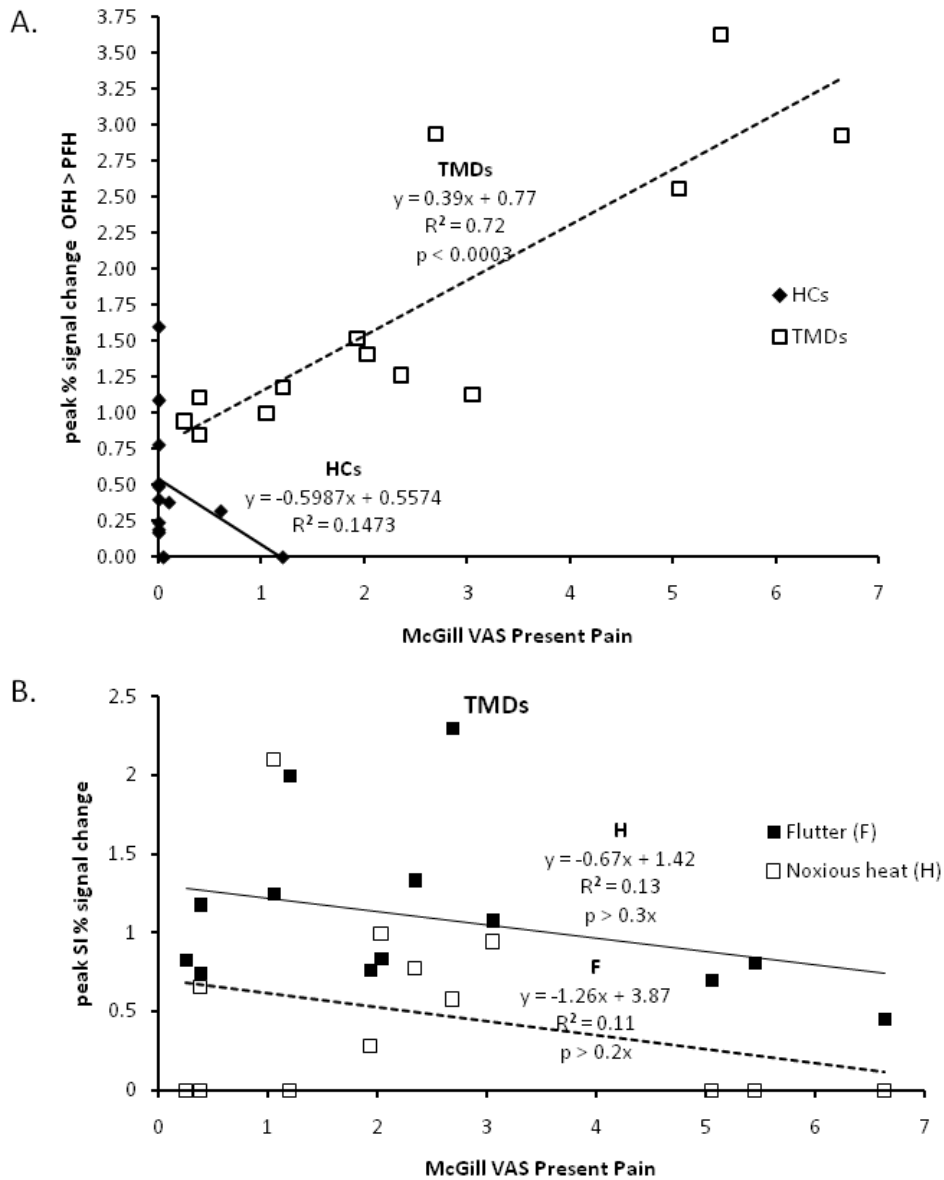 A.
3.75
3.50
3.25
3.00
2.75
2.50
2.25
2.00
1.75
1.50
1.25
1.00
0.75
0.50
0.25
0.00
peak % signal change OFH > PFH
TMDs
y = 0.39x + 0.77
R² = 0.72
p < 0.0003
HCs
TMDs
HCs
y = -0.5987x + 0.5574
R² = 0.1473
0 1 2 3 4 5 6 7
McGill VAS Present Pain
B.
TMDs
2.5
2
1.5
1
0.5
0
peak SI % signal change
Flutter (F)
Noxious heat (H)
H
y = -0.67x + 1.42
R² = 0.13
p > 0.3x
F
y = -1.26x + 3.87
R² = 0.11
p > 0.2x
0 1 2 3 4 5 6 7
McGill VAS Present Pain